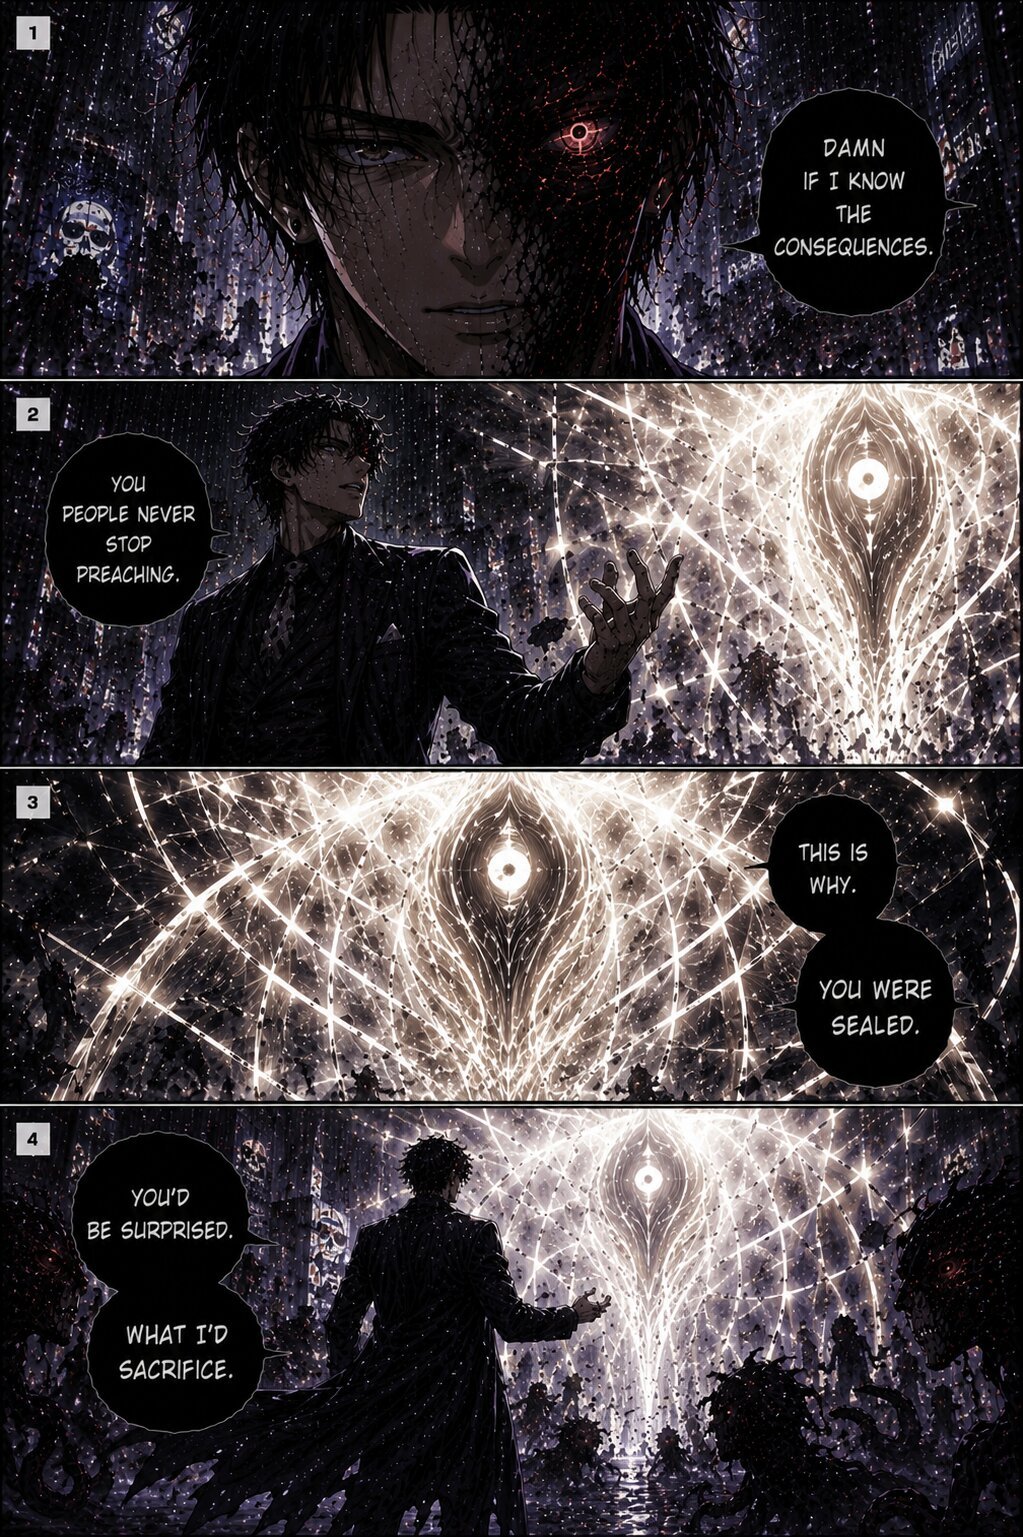 1
DAMN
IF I KNOW
THE
CONSEQUENCES.
2
YOU
PEOPLE NEVER
STOP
PREACHING.
3
THIS IS
WHY.
YOU WERE
SEALED.
4
YOU'D
BE SURPRISED.
WHAT I'D
SACRIFICE.